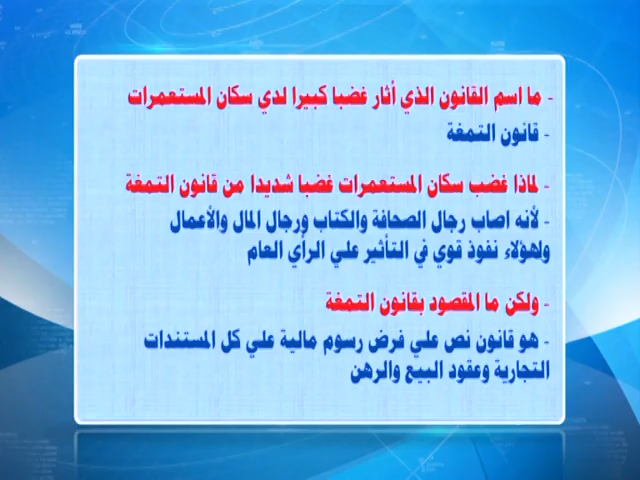 - ما اسم القانون الذي أثار غضبا كبيرا لدي سكان المستعمرات
- قانون التمغة
- لماذا غضب سكان المستعمرات غضبا شديدا من قانون التمغة
- لأنه اصاب رجال الصحافة والكتاب ورجال المال والأعمال
ولهؤلاء نفوذ قوي في التأثير علي الرأي العام
- ولكن ما المقصود بقانون التمغة
- هو قانون نص علي فرض رسوم مالية علي كل المستندات
التجارية وعقود البيع والرهن